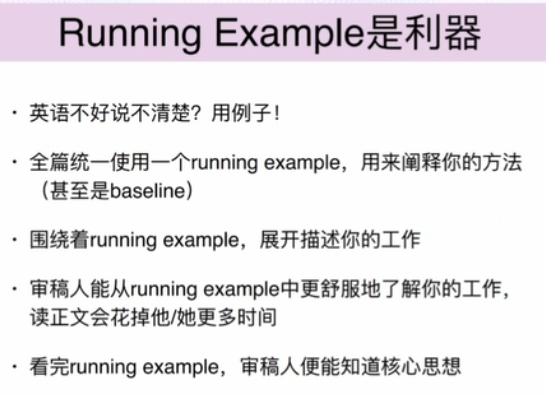 Running Example是利器
· 英语不好说不清楚？用例子！
· 全篇统一使用一个running example，用来阐释你的方法
（甚至是baseline）
· 围绕着running example，展开描述你的工作
· 审稿人能从running example中更舒服地了解你的工作，
读正文会花掉他/她更多时间
· 看完running example，审稿人便能知道核心思想